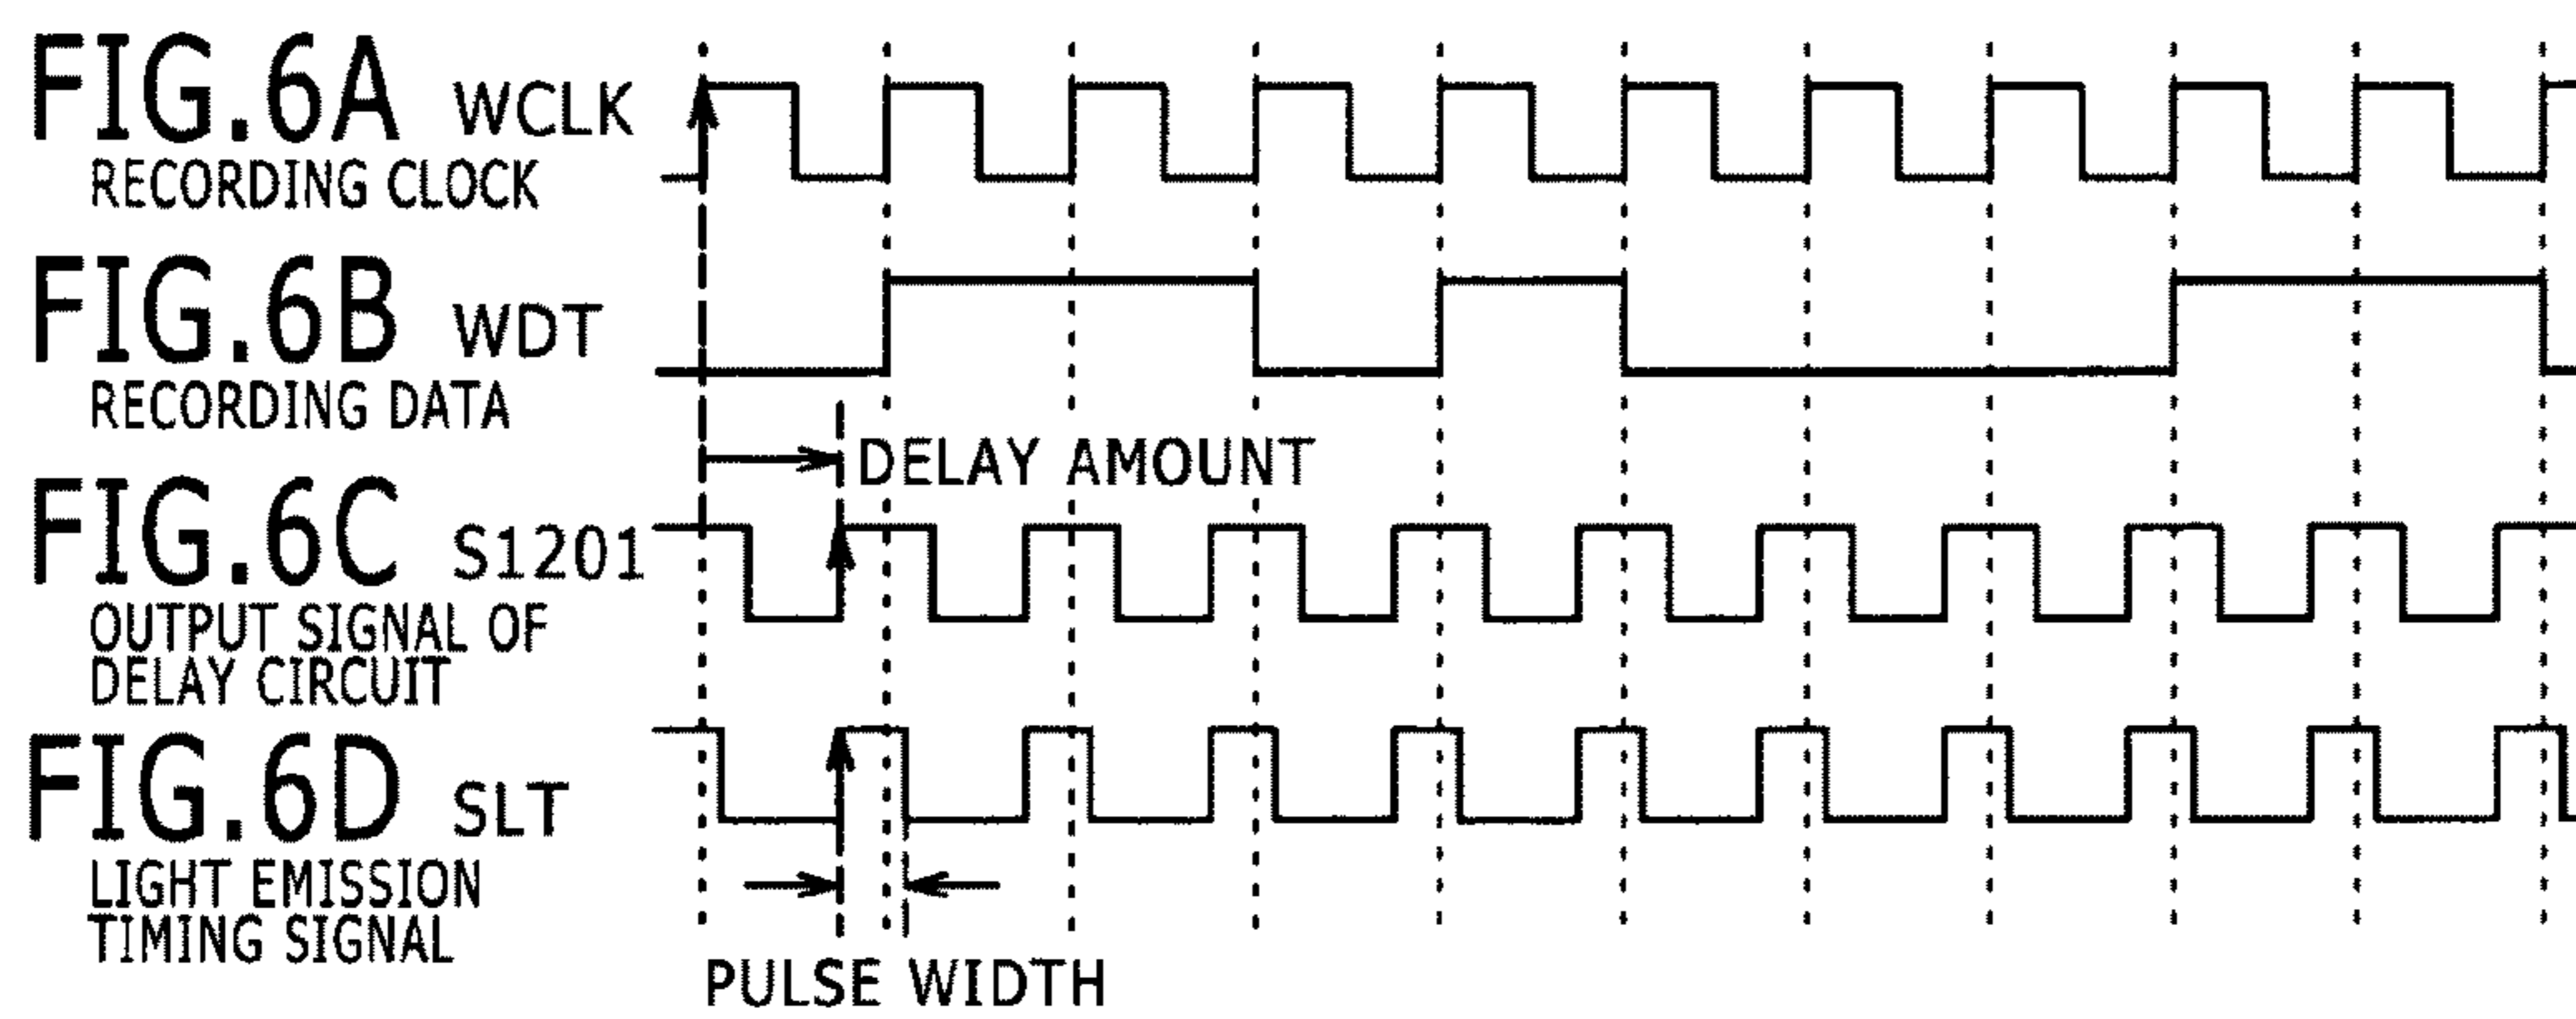 FIG.6A WCLK
RECORDING CLOCK
FIG.6B WDT
RECORDING DATA
DELAY AMOUNT
FIG.6C S1201
OUTPUT SIGNAL OF
DELAY CIRCUIT
FIG.6D SLT
LIGHT EMISSION
TIMING SIGNAL
PULSE WIDTH